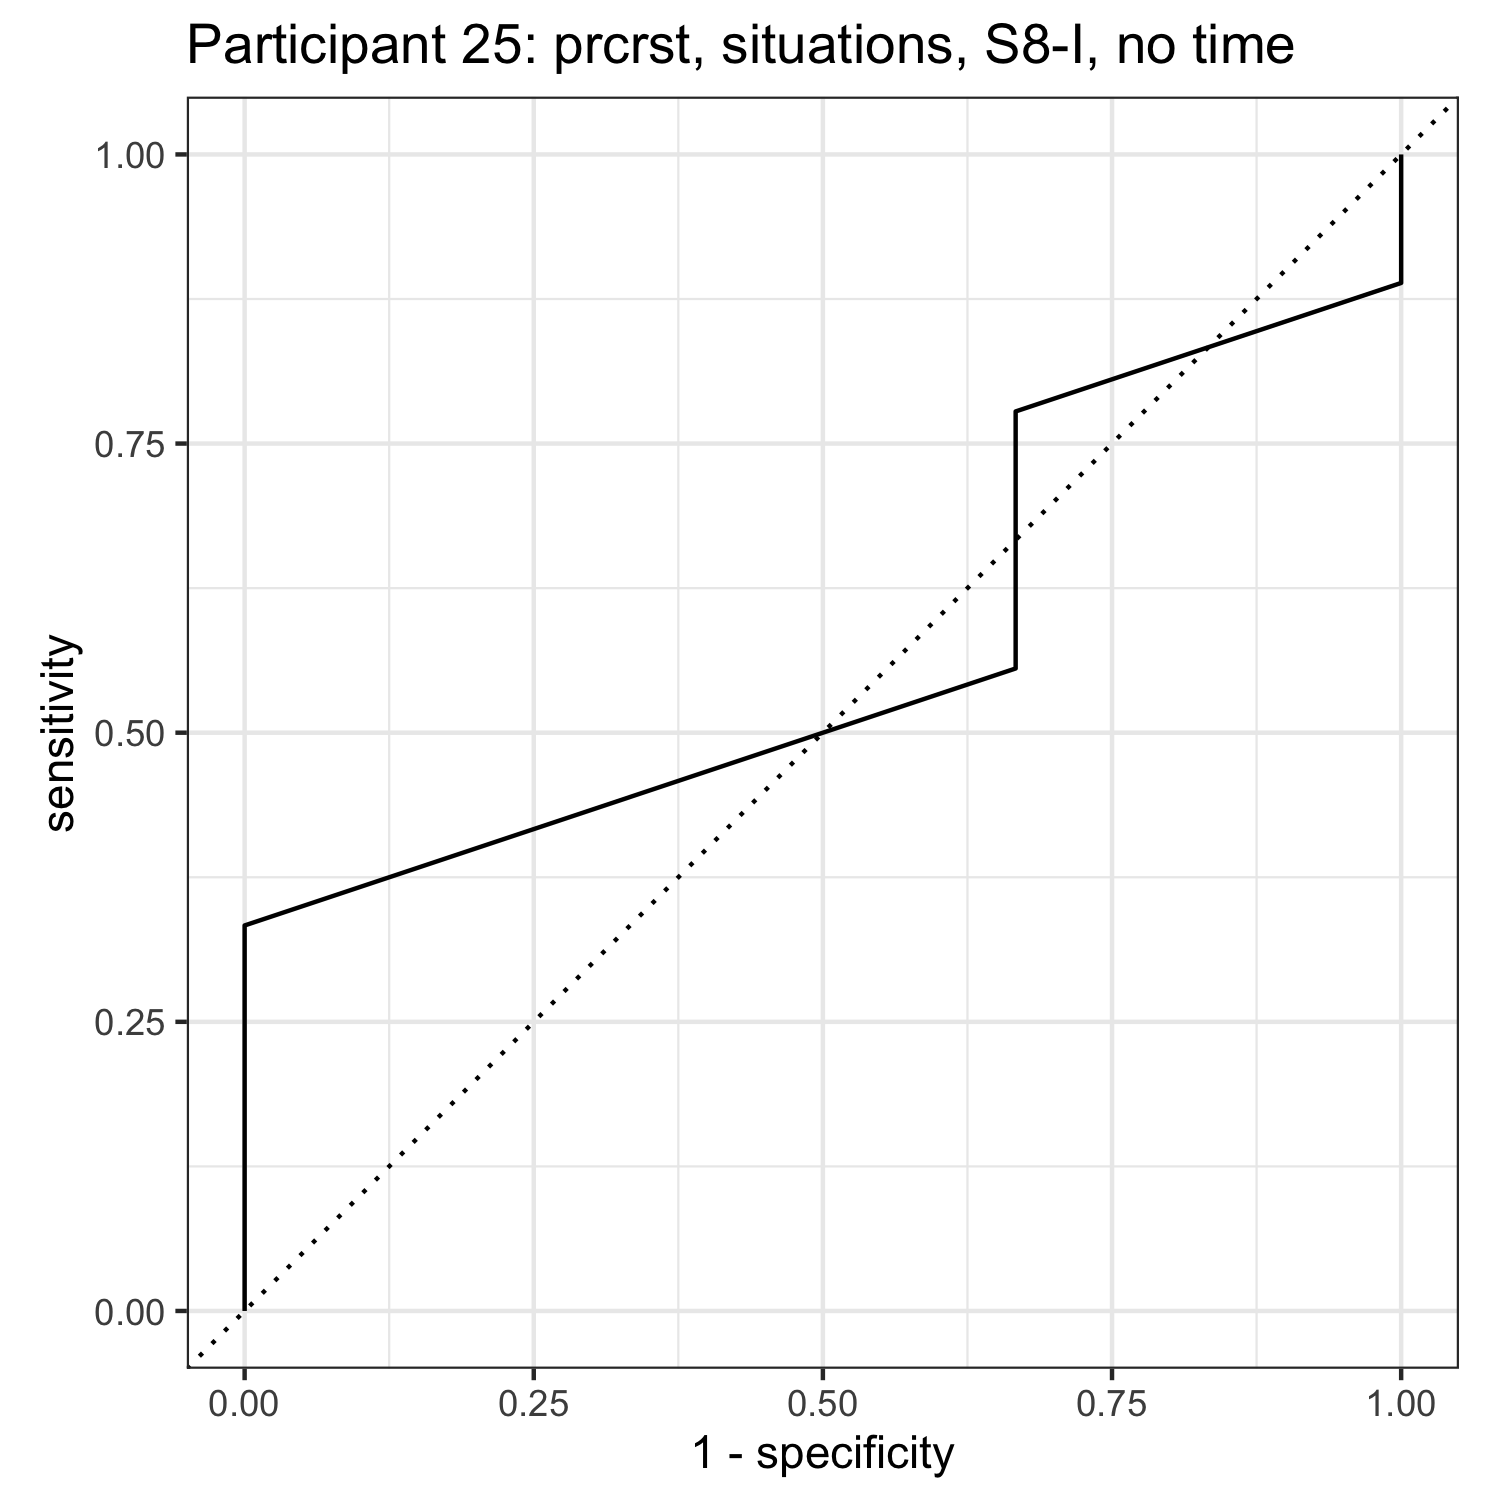 Participant 25: prcrst, situations, S8-I, no time
1.00
0.75
0.50
0.25
0.00
sensitivity
0.00 0.25 0.50 0.75 1.00
1 - specificity